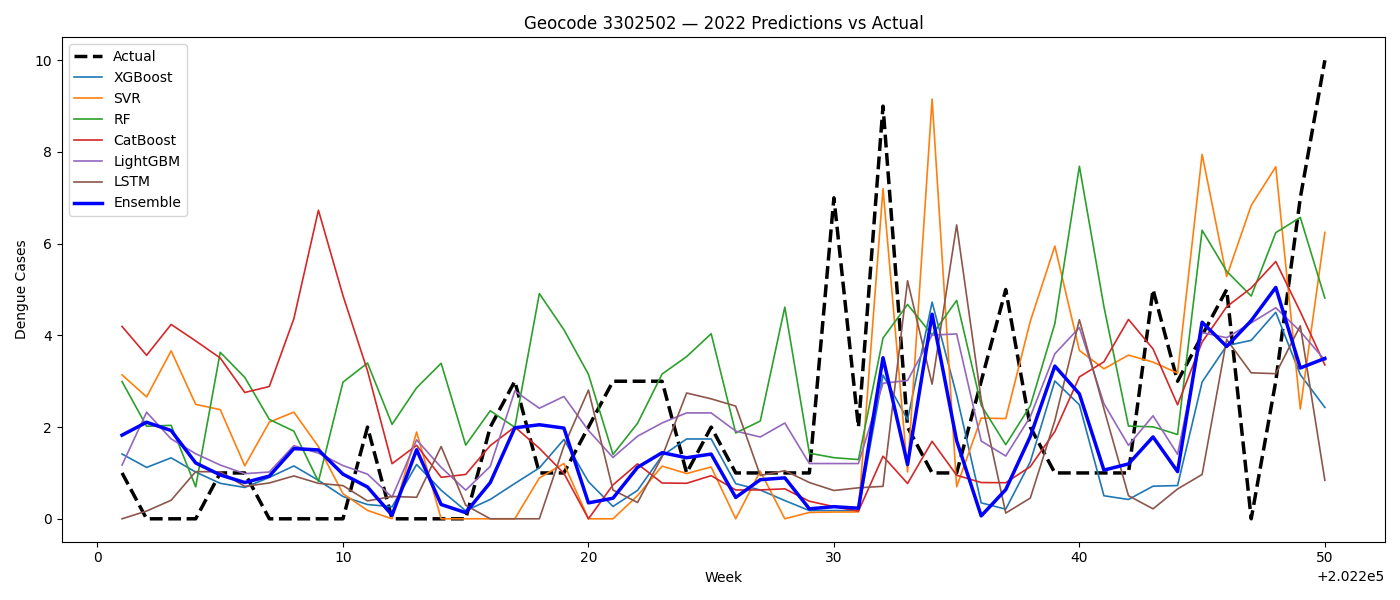 Geocode 3302502 — 2022 Predictions vs Actual
Actual
XGBoost
SVR
RF
CatBoost
LightGBM
LSTM
Ensemble
Dengue Cases
10
8
6
4
2
0
0 10 20 30 40 50
Week
+2.022e5